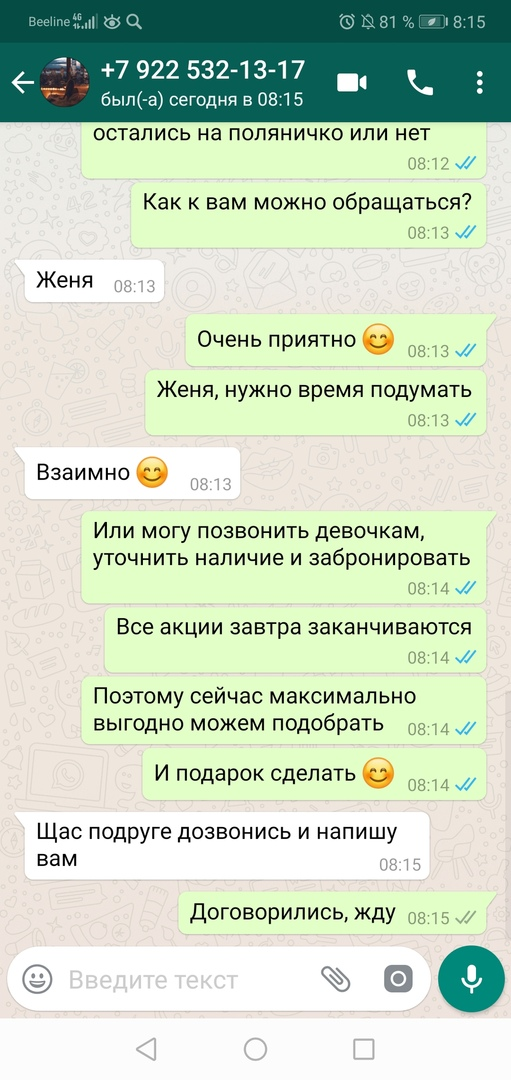 Beeline 4G 81 % 8:15
+7 922 532-13-17
был(-а) сегодня в 08:15
остались на поляничко или нет
08:12
Как к вам можно обращаться?
08:13
Женя 08:13
Очень приятно 😊 08:13
Женя, нужно время подумать
08:13
Взаимно 😊 08:13
Или могу позвонить девочкам,
уточнить наличие и забронировать
08:14
Все акции завтра заканчиваются
08:14
Поэтому сейчас максимально
выгодно можем подобрать 08:14
И подарок сделать 😊 08:14
Щас подруге дозвонись и напишу
вам 08:15
Договорились, жду 08:15
Введите текст